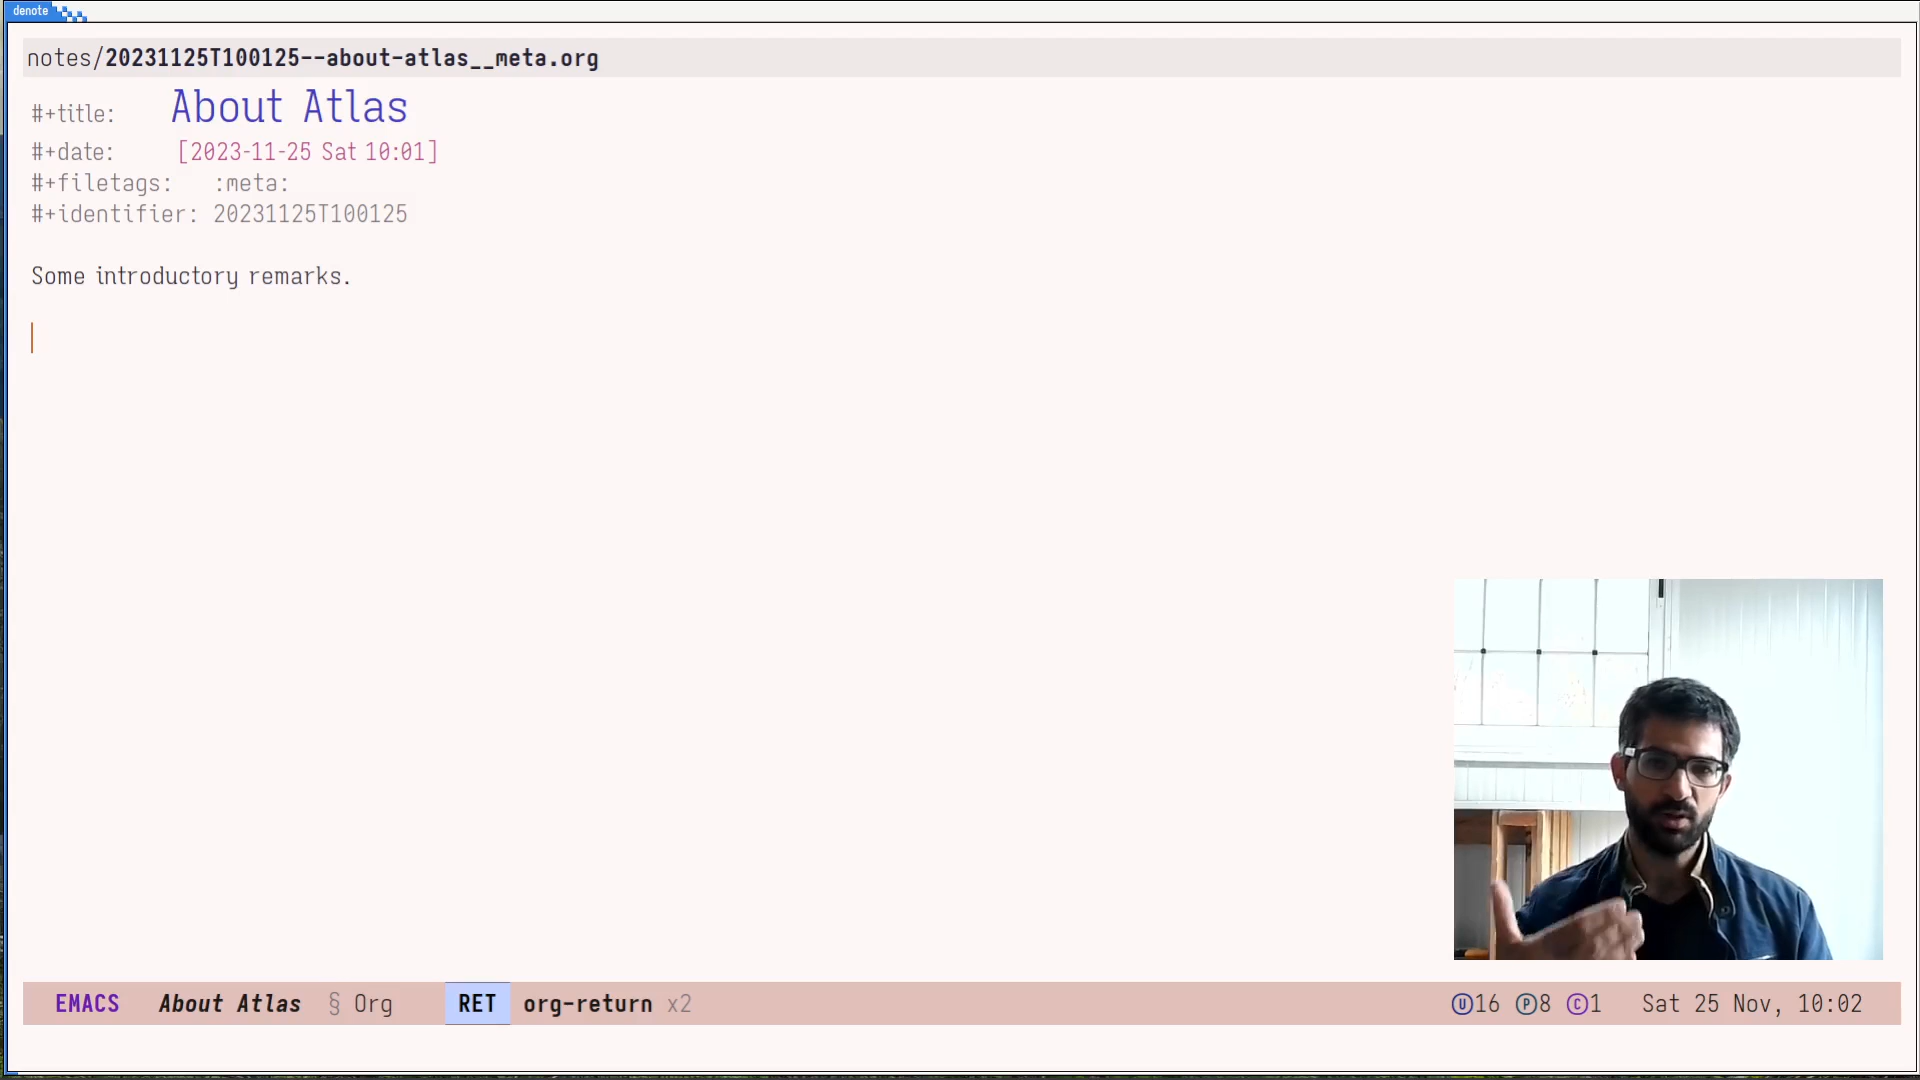 denote
notes/20231125T100125--about-atlas__meta.org
#+title: About Atlas
#+date: [2023-11-25 Sat 10:01]
#+filetags: :meta:
#+identifier: 20231125T100125
Some introductory remarks.
EMACS About Atlas § Org RET org-return x2 Ⓤ16 Ⓟ8 Ⓒ1 Sat 25 Nov, 10:02